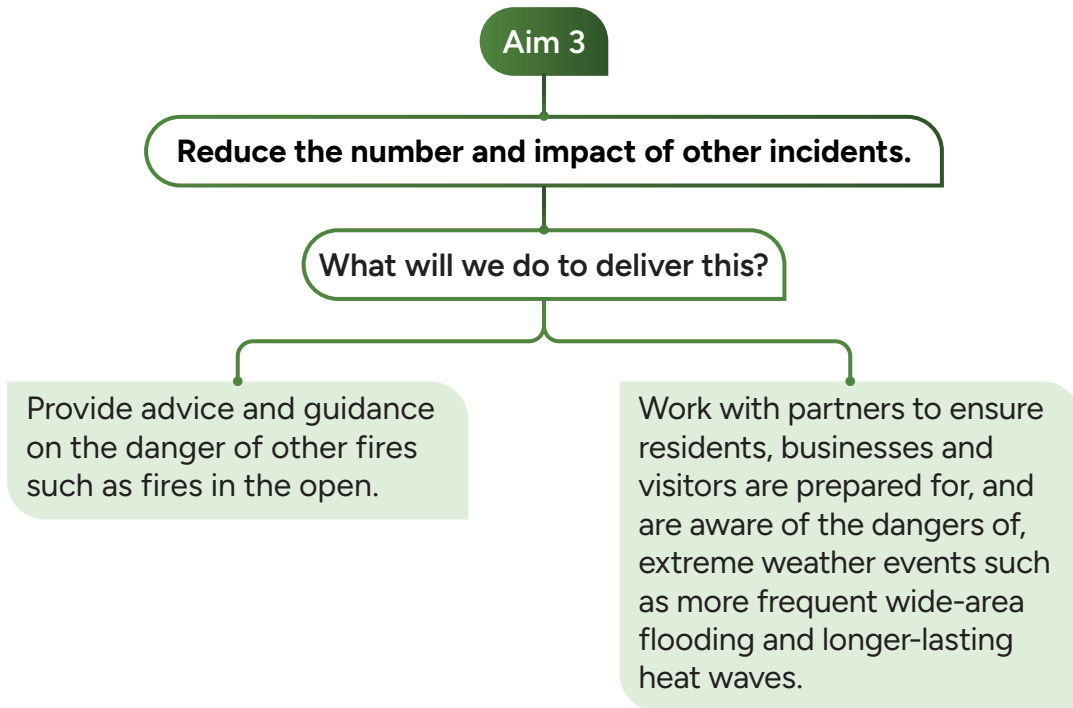 Aim 3
Reduce the number and impact of other incidents.
What will we do to deliver this?
Provide advice and guidance
on the danger of other fires
such as fires in the open.
Work with partners to ensure
residents, businesses and
visitors are prepared for, and
are aware of the dangers of,
extreme weather events such
as more frequent wide-area
flooding and longer-lasting
heat waves.